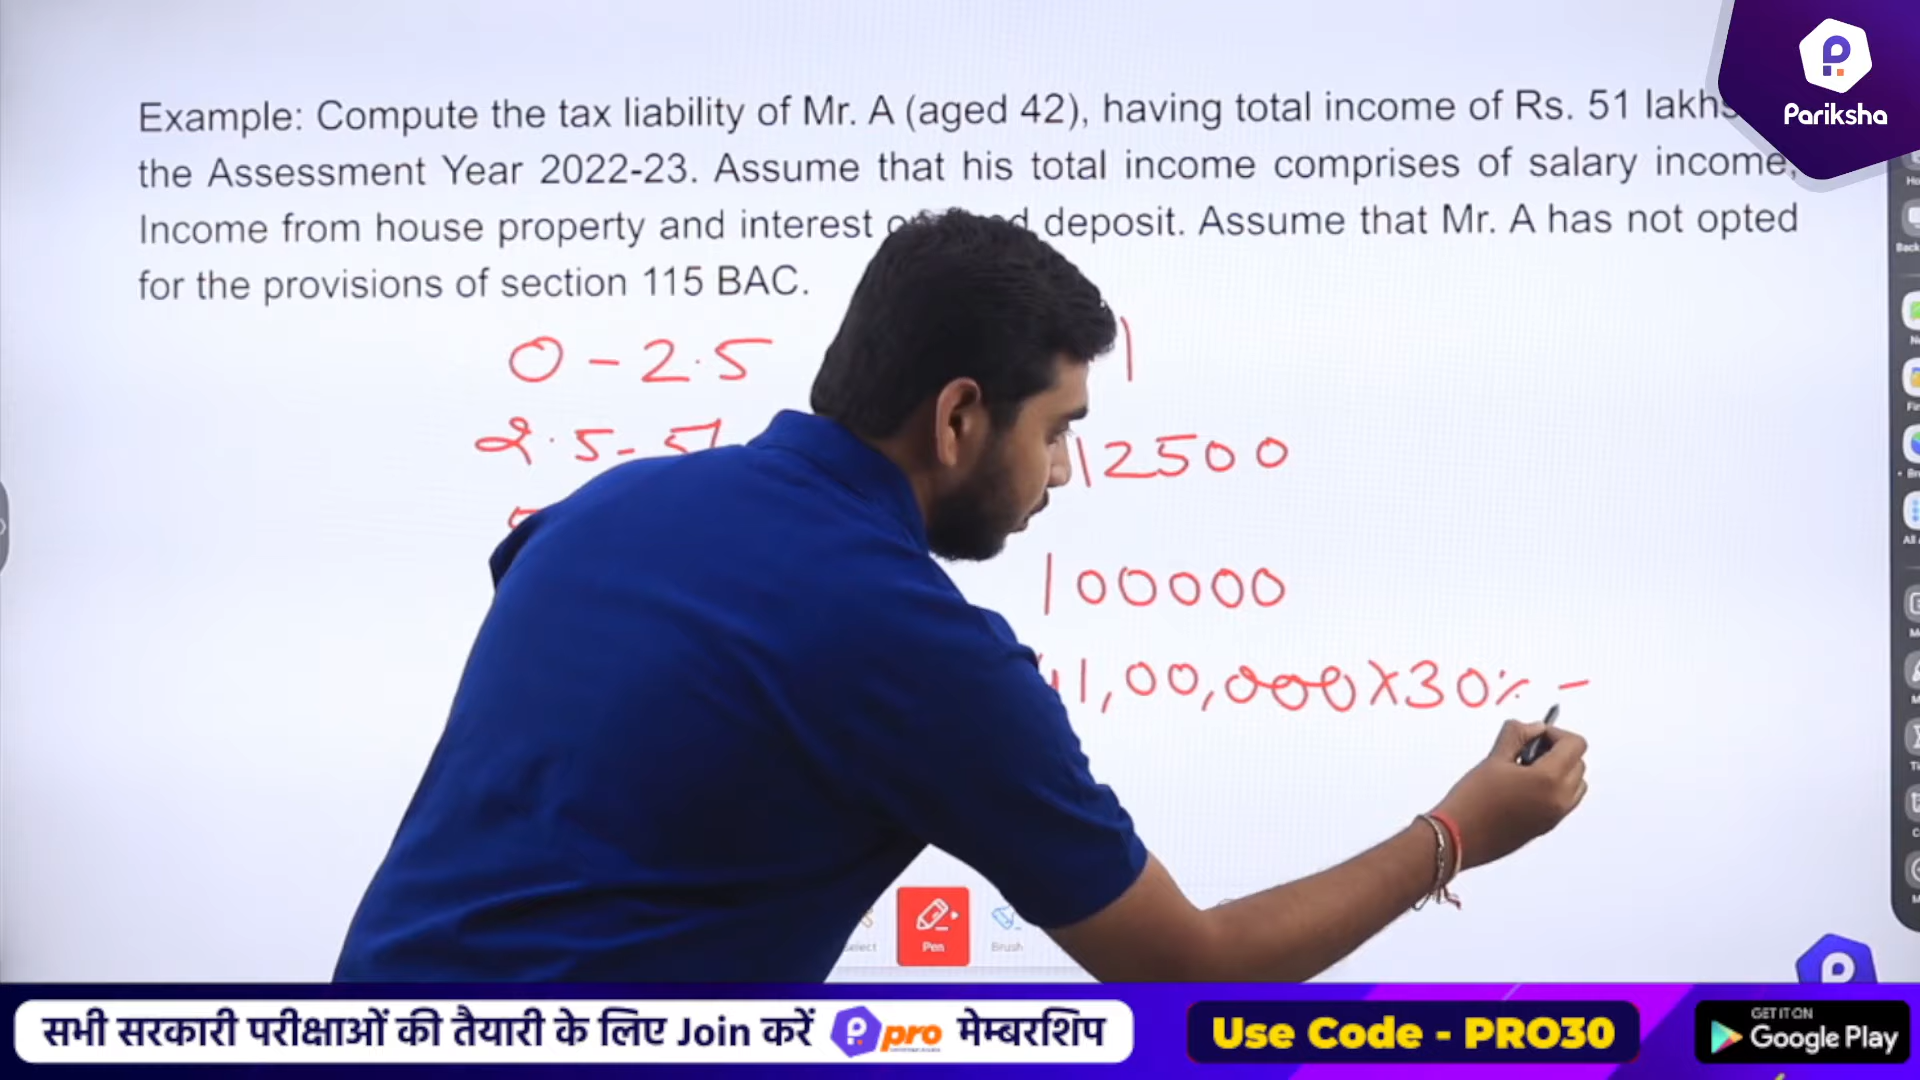 Pariksha
Example: Compute the tax liability of Mr. A (aged 42), having total income of Rs. 51 lakhs
the Assessment Year 2022-23. Assume that his total income comprises of salary income,
Income from house property and interest deposit. Assume that Mr. A has not opted
for the provisions of section 115 BAC.
0 - 2.5
2.5 - 5 12500
100000
1,00,000 X 30% -
Select Pen Brush
सभी सरकारी परीक्षाओं की तैयारी के लिए Join करें pro मेम्बरशिप
Use Code - PRO30
GET IT ON
Google Play